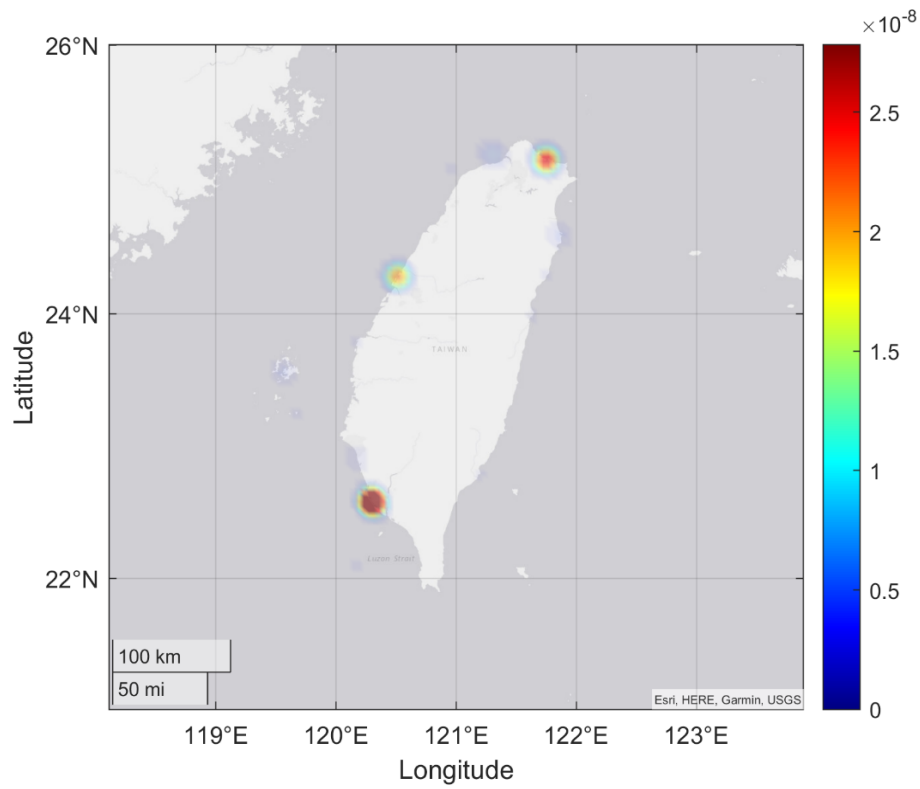 ×10⁻⁸
26°N
24°N
22°N
Latitude
TAIWAN
Luzon Strait
100 km
50 mi
Esri, HERE, Garmin, USGS
119°E 120°E 121°E 122°E 123°E
Longitude
2.5
2
1.5
1
0.5
0